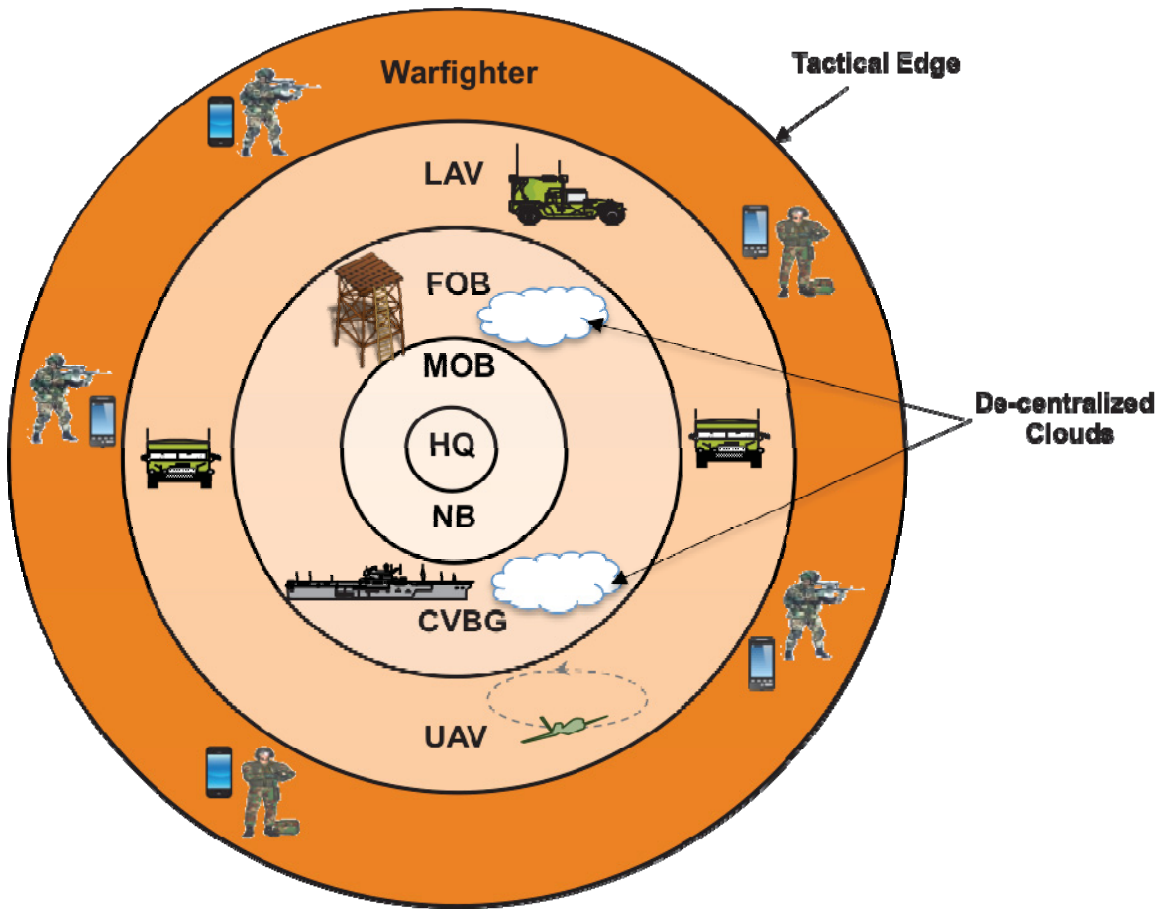 Warfighter
Tactical Edge
LAV
FOB
MOB
HQ
NB
CVBG
UAV
De-centralized
Clouds